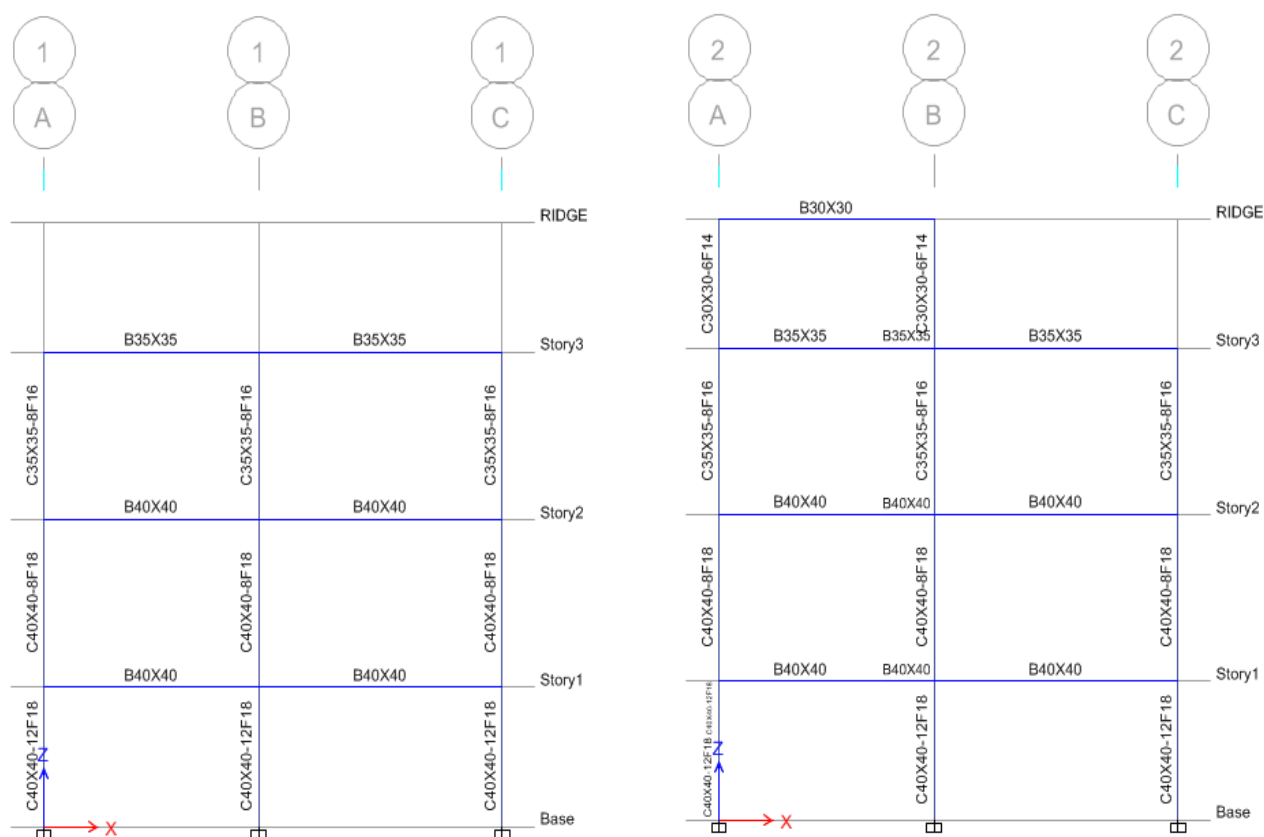 1 1 1
A B C
RIDGE
B35X35 B35X35
Story3
C35X35-8F16 C35X35-8F16 C35X35-8F16
B40X40 B40X40
Story2
C40X40-8F18 C40X40-8F18 C40X40-8F18
B40X40 B40X40
Story1
C40X40-12F18 C40X40-12F18 C40X40-12F18
Z
X
Base
2 2 2
A B C
B30X30
RIDGE
C30X30-6F14 C30X30-6F14
B35X35 B35X35 B35X35
Story3
C35X35-8F16 C35X35-8F16 C35X35-8F16
B40X40 B40X40 B40X40
Story2
C40X40-8F18 C40X40-8F18 C40X40-8F18
B40X40 B40X40 B40X40
Story1
C40X40-12F18 C40X40-12F18 C40X40-12F18
Z
X
Base